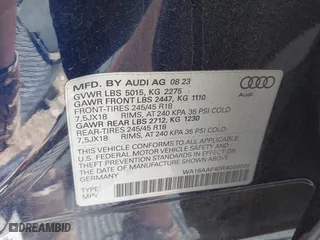 MFD. BY AUDI AG 08 23
GVWR LBS 5015, KG 2275
GAWR FRONT LBS 2447, KG 1110
FRONT-TIRES 245/45 R18
7,5JX18 RIMS, AT 240 KPA 35 PSI COLD
GAWR REAR LBS 2712, KG 1230
REAR-TIRES 245/45 R18
7,5JX18 RIMS, AT 240 KPA 35 PSI COLD
THIS VEHICLE CONFORMS TO ALL APPLICABLE
FEDERAL MOTOR VEHICLE SAFETY, BUMPER AND
THEFT PREVENTION STANDARDS IN EFFECT ON THE
DATE OF MANUFACTURE SHOWN ABOVE.
GERMANY
TYPE:
MPV
Audi
DREAMBID